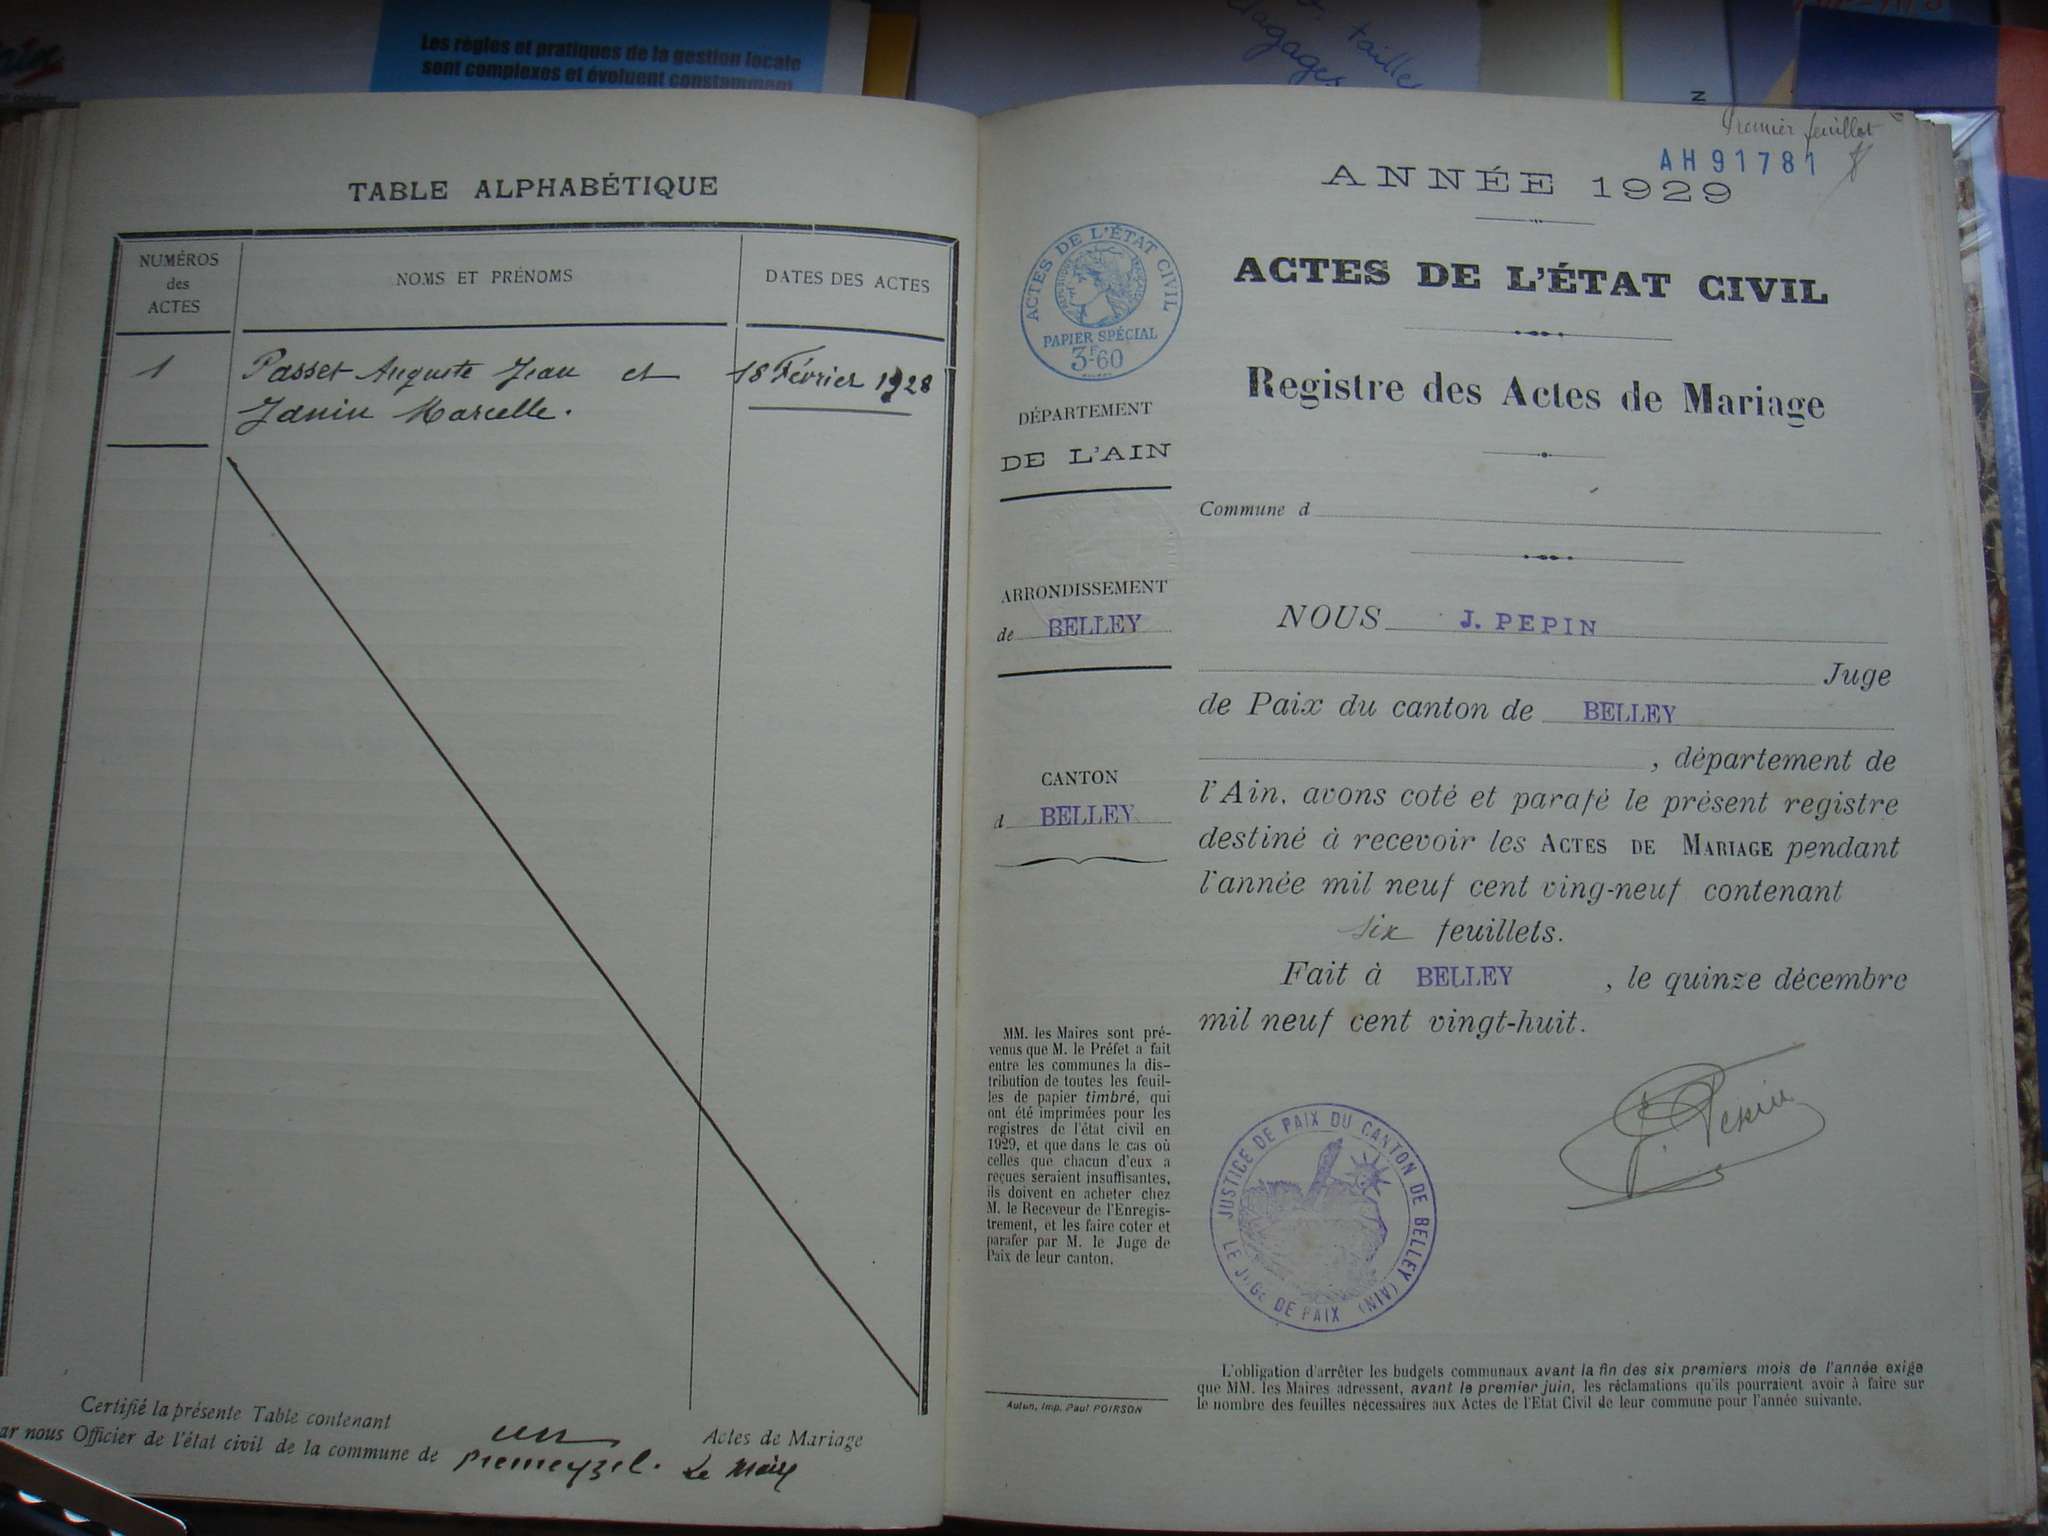 Les règles et pratiques de la gestion locale
sont complexes et évoluent constamment
taille
TABLE ALPHABÉTIQUE
NUMÉROS
des
ACTES
NOMS ET PRÉNOMS
DATES DES ACTES
1
Passet Auguste Jean et
18 Février 1928
Janin Marcelle.
Certifié la présente Table contenant
un
Actes de Mariage
ar nous Officier de l'état civil de la commune de
Premeyzel.
Le Maire
Premier feuillet
AH91781
ANNÉE 1929
ACTES DE L'ÉTAT CIVIL
PAPIER SPÉCIAL
3F60
ACTES DE L'ÉTAT CIVIL
Registre des Actes de Mariage
DÉPARTEMENT
DE L'AIN
Commune d
ARRONDISSEMENT
de BELLEY
CANTON
d BELLEY
NOUS J. PEPIN
Juge
de Paix du canton de BELLEY
, département de
l'Ain, avons coté et parafé le présent registre
destiné à recevoir les ACTES DE MARIAGE pendant
l'année mil neuf cent ving-neuf contenant
six feuillets.
Fait à BELLEY , le quinze décembre
mil neuf cent vingt-huit.
MM. les Maires sont pré-
venus que M. le Préfet a fait
entre les communes la dis-
tribution de toutes les feuil-
les de papier timbré, qui
ont été imprimées pour les
registres de l'état civil en
1929, et que dans le cas où
celles que chacun d'eux a
reçues seraient insuffisantes,
ils doivent en acheter chez
M. le Receveur de l'Enregis-
trement, et les faire coter et
parafer par M. le Juge de
Paix de leur canton.
J. Pepin
JUSTICE DE PAIX DU CANTON DE BELLEY (AIN)
LE JUGE DE PAIX
Autun, Imp. Paul POIRSON
L'obligation d'arrêter les budgets communaux avant la fin des six premiers mois de l'année exige
que MM. les Maires adressent, avant le premier juin, les réclamations qu'ils pourraient avoir à faire sur
le nombre des feuilles nécessaires aux Actes de l'Etat Civil de leur commune pour l'année suivante.